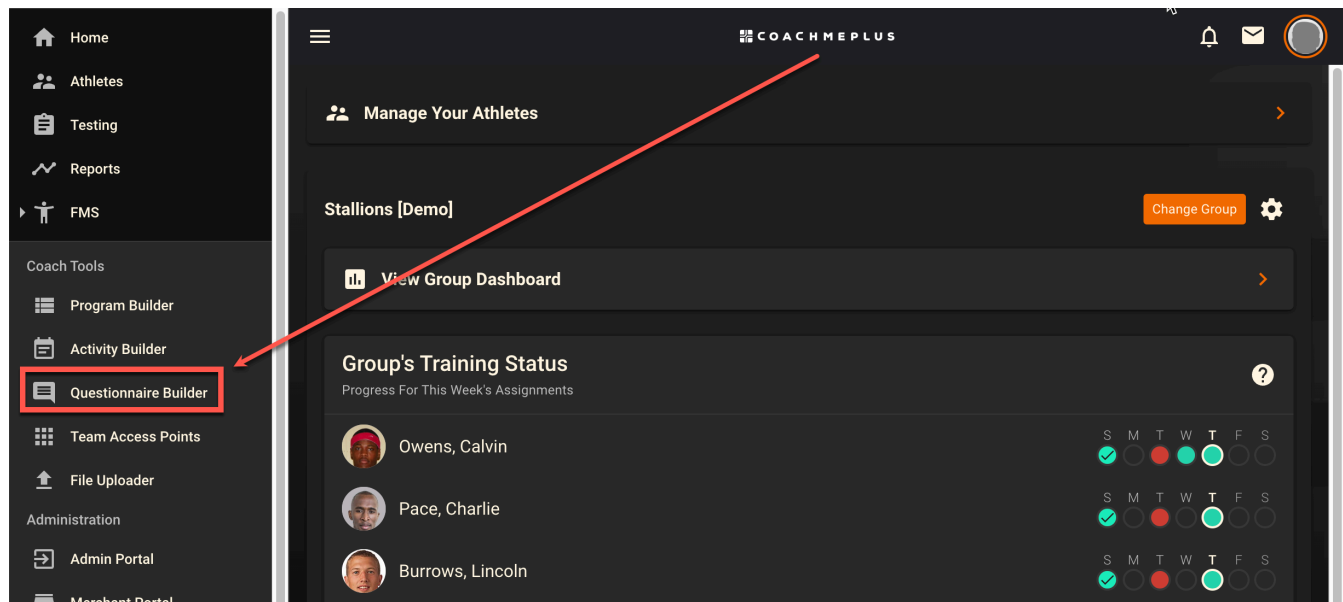 Home
Athletes
Testing
Reports
FMS
Coach Tools
Program Builder
Activity Builder
Questionnaire Builder
Team Access Points
File Uploader
Administration
Admin Portal
Merchant Portal
COACHMEPLUS
Manage Your Athletes
Stallions [Demo]
Change Group
View Group Dashboard
Group's Training Status
Progress For This Week's Assignments
?
Owens, Calvin
S M T W T F S
Pace, Charlie
S M T W T F S
Burrows, Lincoln
S M T W T F S